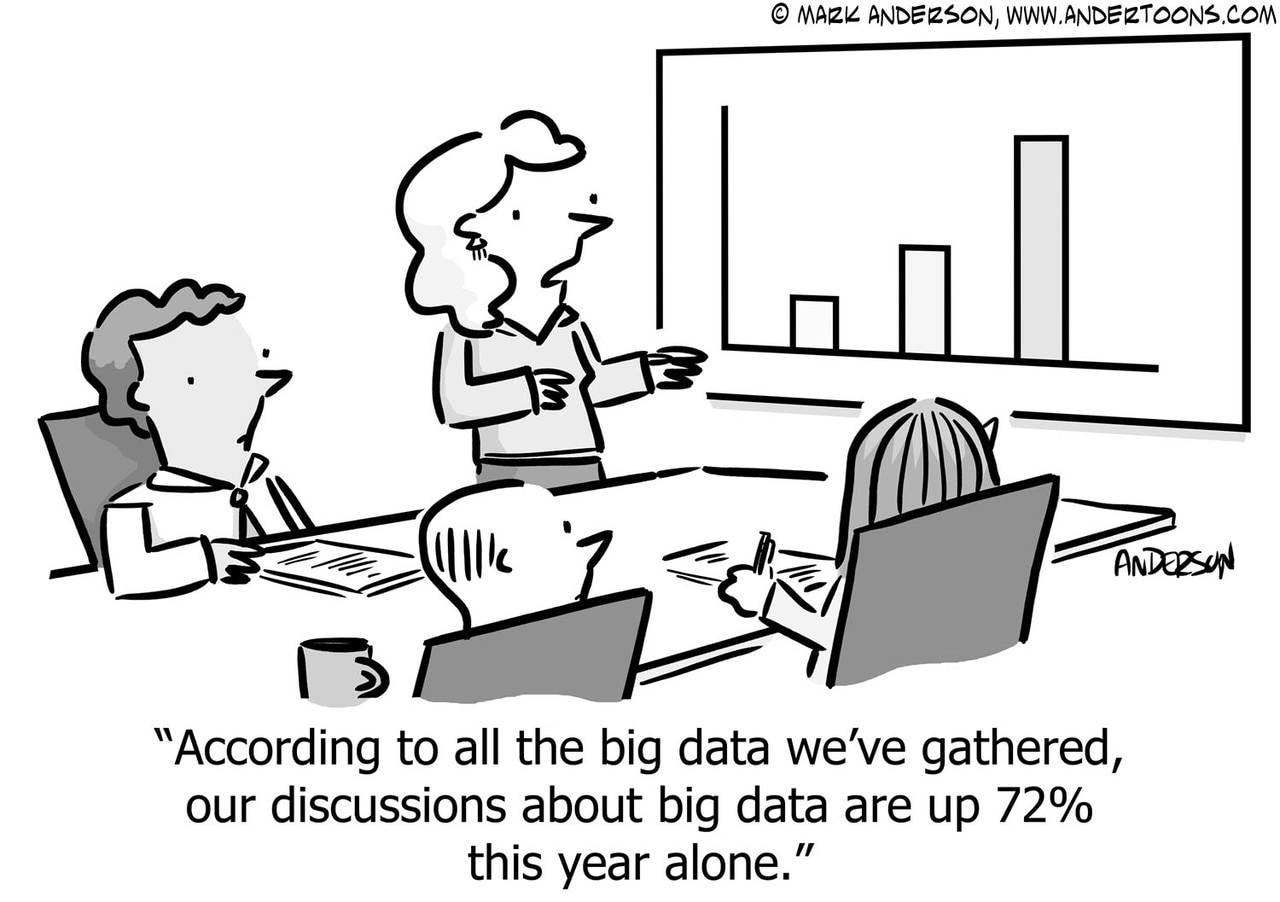 © MARK ANDERSON, WWW.ANDERTOONS.COM
ANDERSON
“According to all the big data we’ve gathered,
our discussions about big data are up 72%
this year alone.”